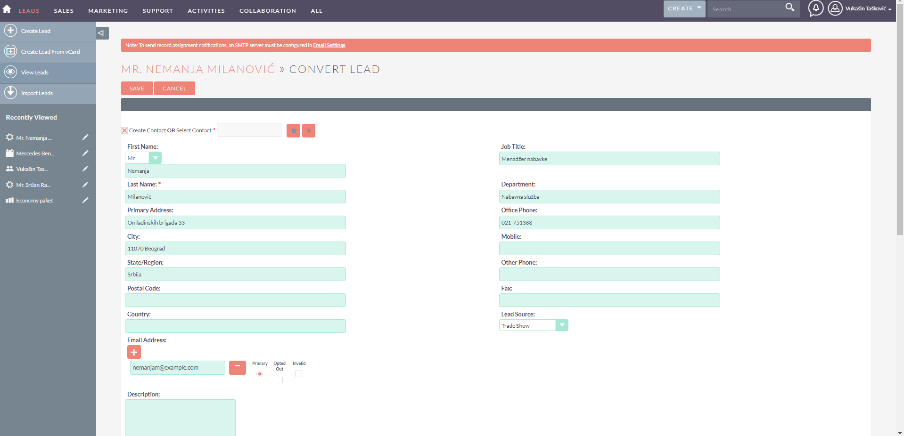 LEADS SALES MARKETING SUPPORT ACTIVITIES COLLABORATION ALL CREATE Search Vukašin Tašković
Create Lead
Create Lead From vCard
View Leads
Import Leads
Recently Viewed
Mr. Nemanja ...
Mercedes Ben...
Vukašin Tas...
Mr. Srđan Ra...
Economy paket
Note: To send record assignment notifications, an SMTP server must be configured in Email Settings.
MR. NEMANJA MILANOVIĆ » CONVERT LEAD
SAVE CANCEL
Create Contact OR Select Contact *
First Name: Job Title:
Mr. Menadžer nabavke
Nemanja
Last Name: * Department:
Milanović Nabavna služba
Primary Address: Office Phone:
Omladinskih brigada 33 021-751388
City: Mobile:
11070 Beograd
State/Region: Other Phone:
Srbija
Postal Code: Fax:
Country: Lead Source:
Trade Show
Email Address:
Primary Opted Out Invalid
nemanjam@example.com
Description: